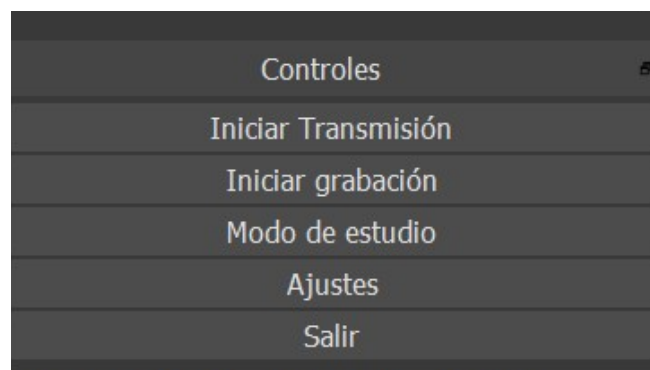 Controles
Iniciar Transmisión
Iniciar grabación
Modo de estudio
Ajustes
Salir